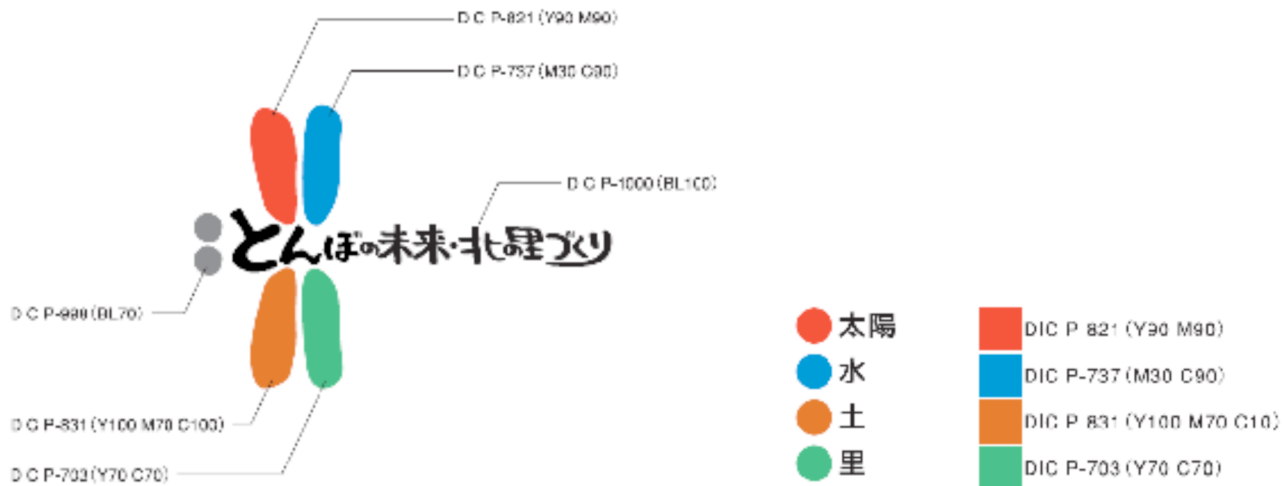 DIC P-821 (Y90 M90)
DIC P-737 (M30 C90)
DIC P-1000 (BL100)
とんぼの未来・北の里づくり
DIC P-998 (BL70)
DIC P-831 (Y100 M70 C100)
DIC P-703 (Y70 C70)
太陽 DIC P-821 (Y90 M90)
水 DIC P-737 (M30 C90)
土 DIC P-831 (Y100 M70 C10)
里 DIC P-703 (Y70 C70)